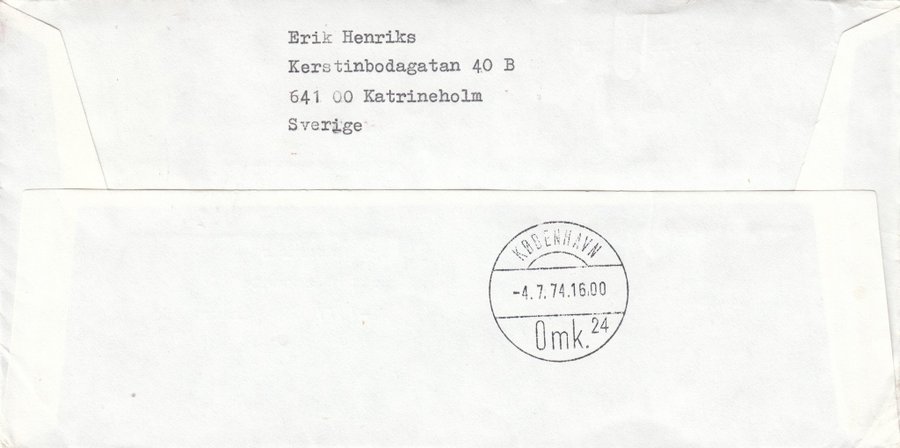 Erik Henriks
Kerstinbodagatan 40 B
641 00 Katrineholm
Sverige
KØBENHAVN
-4.7.74.16.00
Omk.24